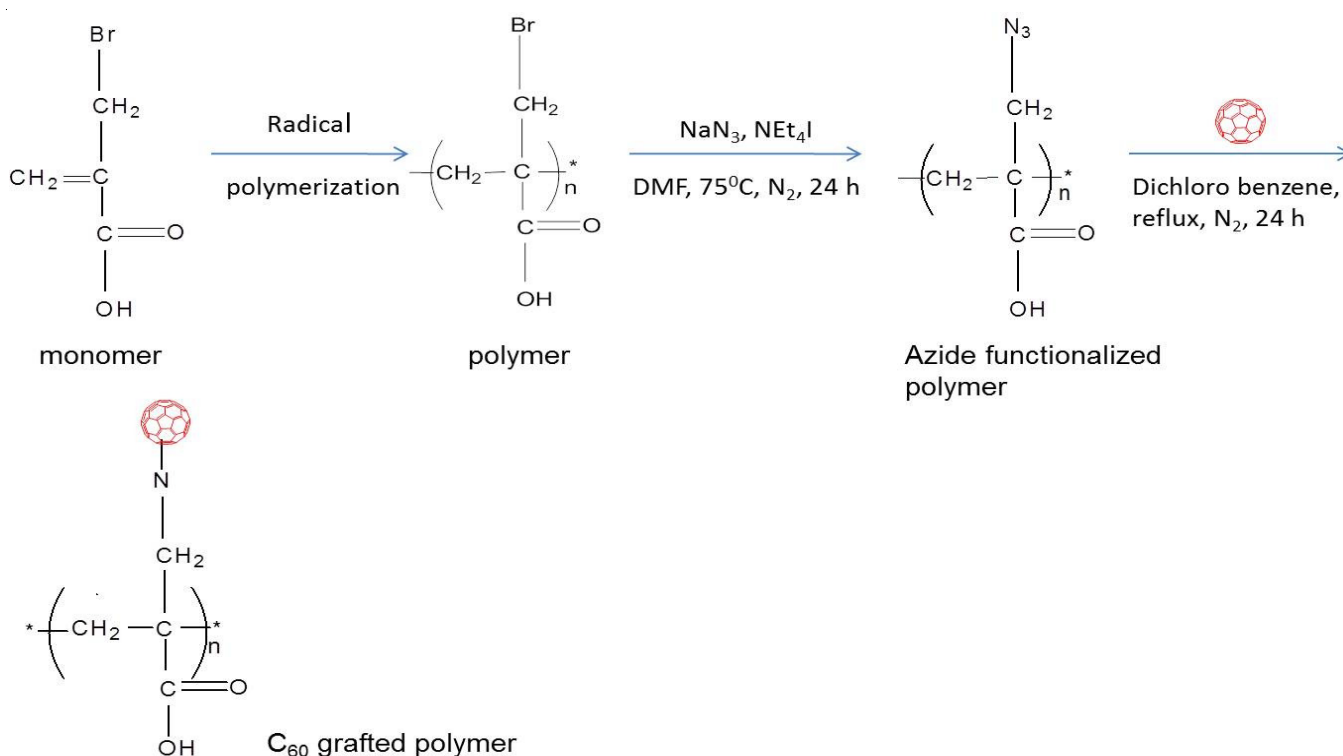 Br
CH₂
CH₂
C
C
O
OH
monomer
Radical
polymerization
Br
CH₂
CH₂
C
*
n
C
O
OH
polymer
NaN₃, NEt₄I
DMF, 75⁰C, N₂, 24 h
N₃
CH₂
CH₂
C
*
n
C
O
OH
Azide functionalized
polymer
Dichloro benzene,
reflux, N₂, 24 h
N
CH₂
*
CH₂
C
*
n
C
O
OH
C₆₀ grafted polymer